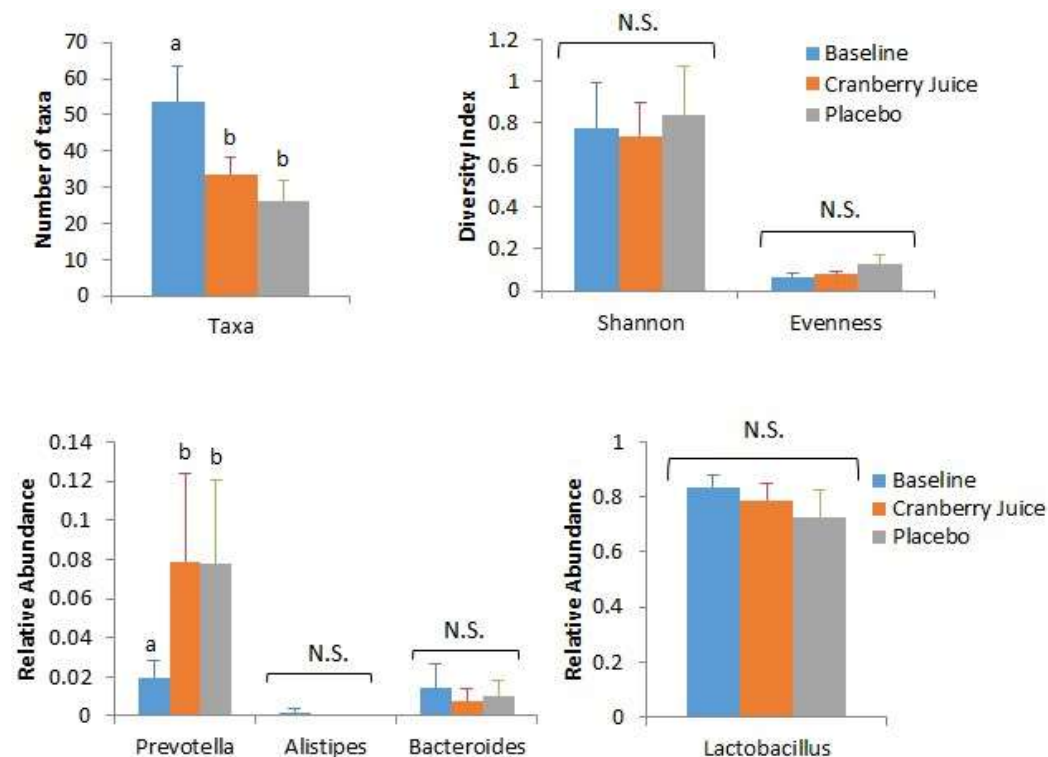 70
60
50
40
30
20
10
0
Number of taxa
a
b
b
Taxa
1.2
1
0.8
0.6
0.4
0.2
0
Diversity Index
N.S.
N.S.
Shannon
Evenness
Baseline
Cranberry Juice
Placebo
0.14
0.12
0.1
0.08
0.06
0.04
0.02
0
Relative Abundance
a
b
b
N.S.
N.S.
Prevotella
Alistipes
Bacteroides
1
0.8
0.6
0.4
0.2
0
Relative Abundance
N.S.
Lactobacillus
Baseline
Cranberry Juice
Placebo